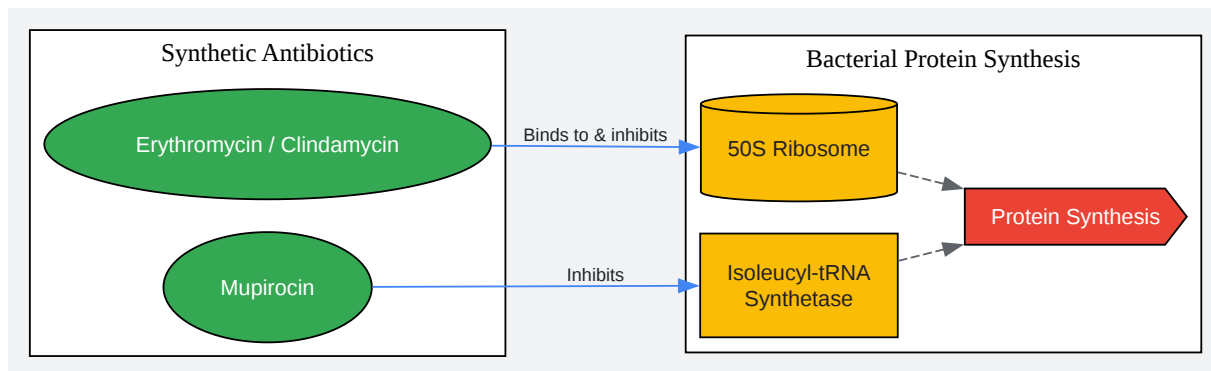 Synthetic Antibiotics
Erythromycin / Clindamycin
Mupirocin
Binds to & inhibits
Inhibits
Bacterial Protein Synthesis
50S Ribosome
Isoleucyl-tRNA
Synthetase
Protein Synthesis